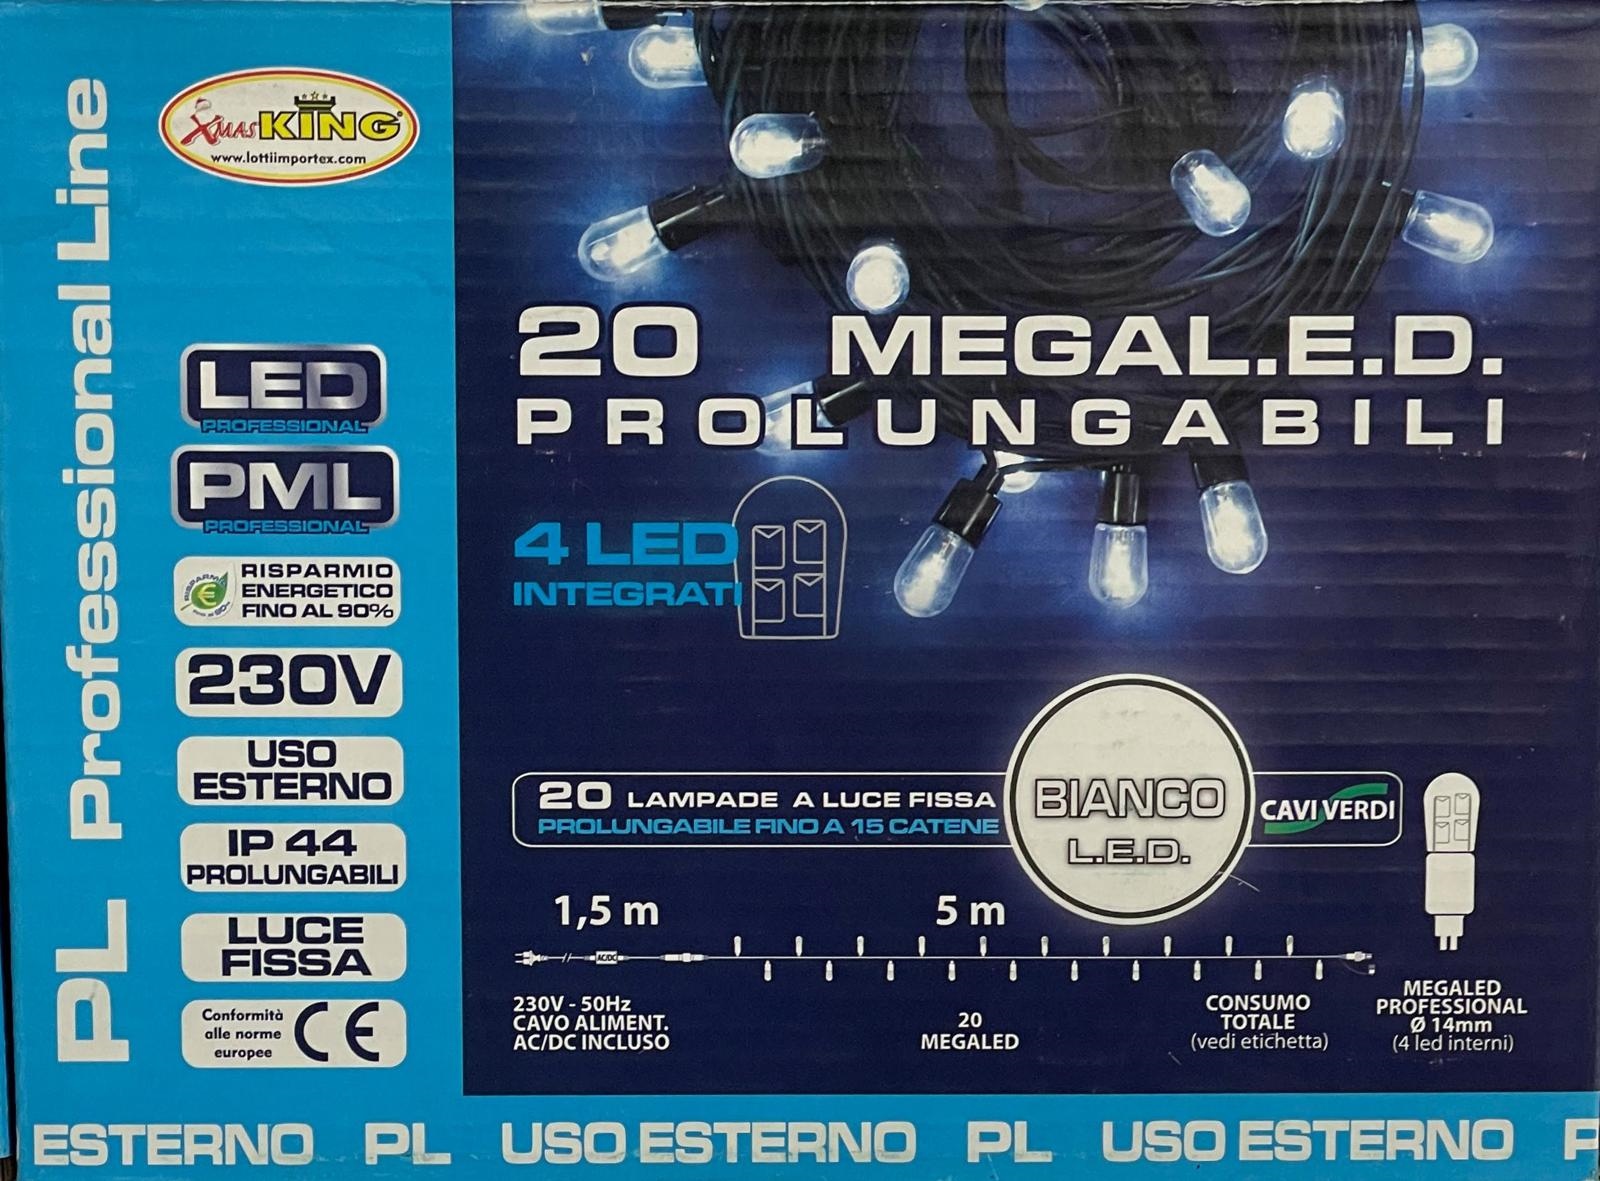 PL Professional Line
XMAS KING®
www.lottiimportex.com
LED
PROFESSIONAL
PML
PROFESSIONAL
RISPARMIO
ENERGETICO
FINO AL 90%
230V
USO
ESTERNO
IP 44
PROLUNGABILI
LUCE
FISSA
Conformità
alle norme
europee
CE
20 MEGAL.E.D.
PROLUNGABILI
4 LED
INTEGRATI
20 LAMPADE A LUCE FISSA
PROLUNGABILE FINO A 15 CATENE
BIANCO
L.E.D.
CAVI VERDI
1,5 m
5 m
AC/DC
230V - 50Hz
CAVO ALIMENT.
AC/DC INCLUSO
20
MEGALED
CONSUMO
TOTALE
(vedi etichetta)
MEGALED
PROFESSIONAL
Ø 14mm
(4 led interni)
ESTERNO PL USO ESTERNO PL USO ESTERNO P